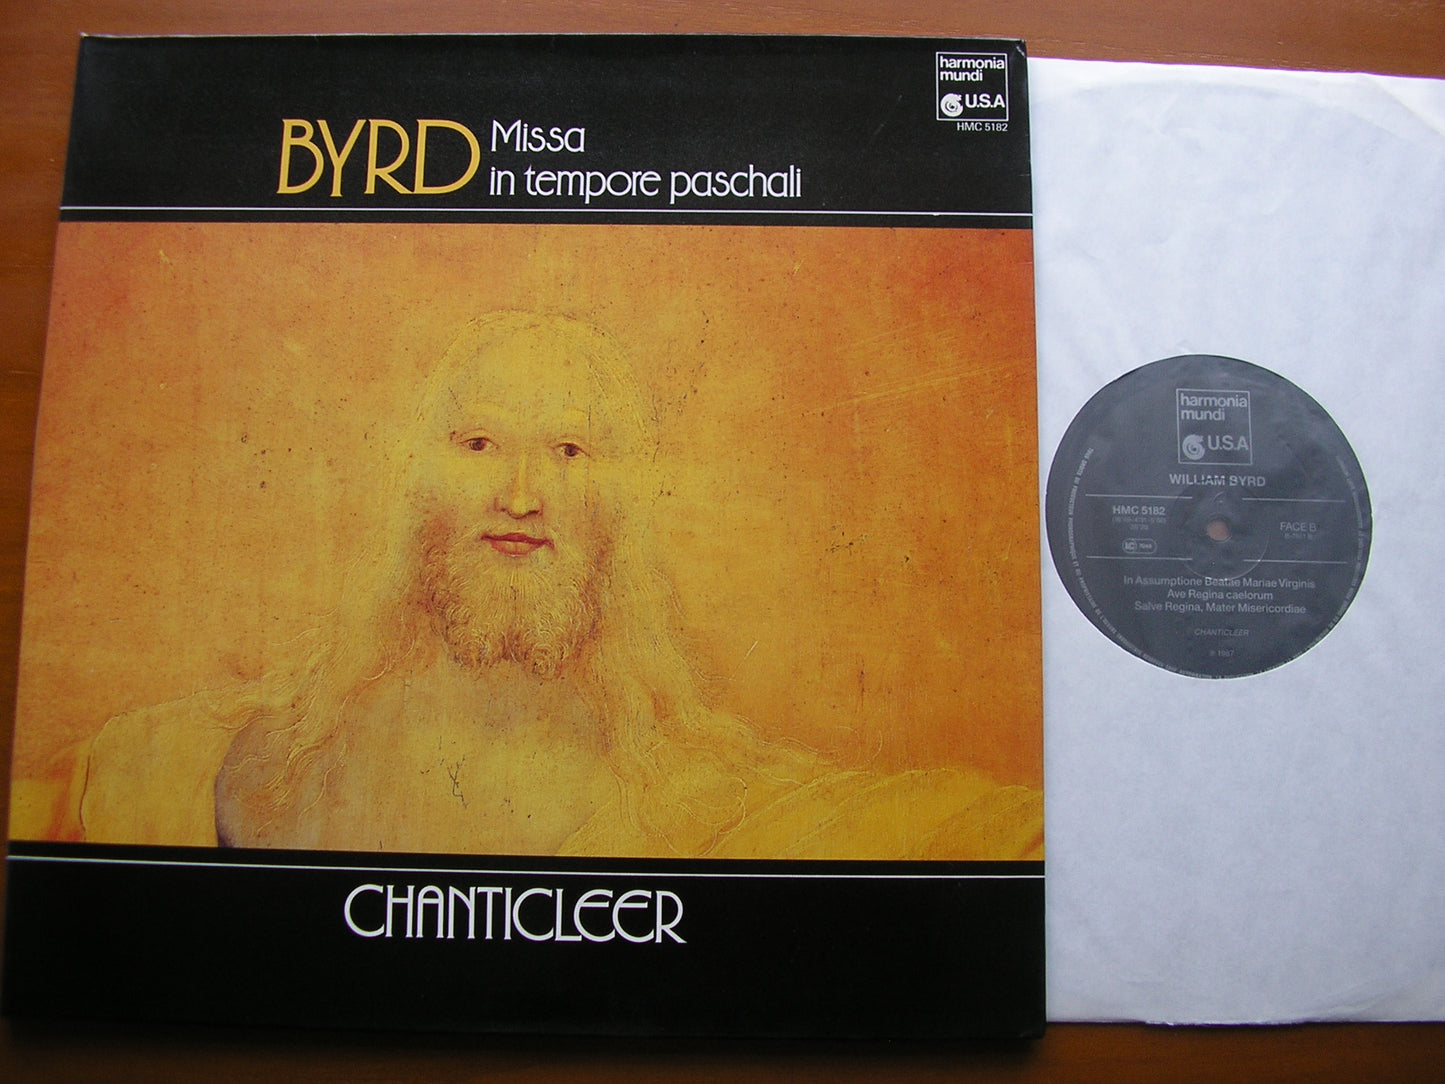 harmonia
mundi
U.S.A
HMC 5182
BYRD Missa
in tempore paschali
CHANTICLEER
harmonia
mundi
U.S.A
WILLIAM BYRD
HMC 5182
FACE B
In Assumptione Beatae Mariae Virginis
Ave Regina caelorum
Salve Regina, Mater Misericordiae
CHANTICLEER
℗ 1987